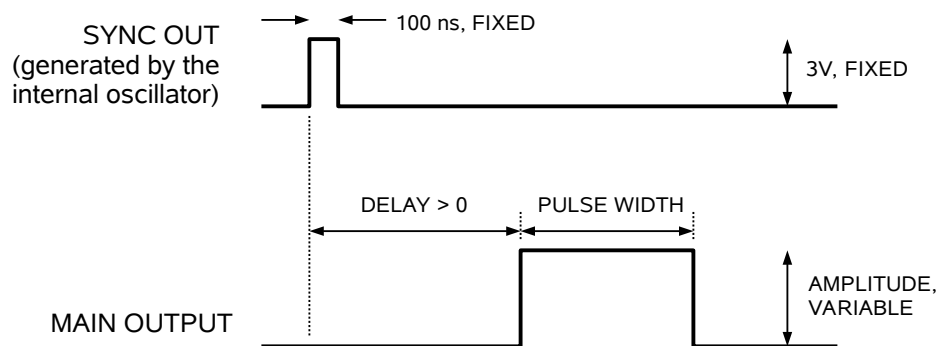 SYNC OUT
(generated by the
internal oscillator)
100 ns, FIXED
3V, FIXED
DELAY > 0
PULSE WIDTH
AMPLITUDE,
VARIABLE
MAIN OUTPUT